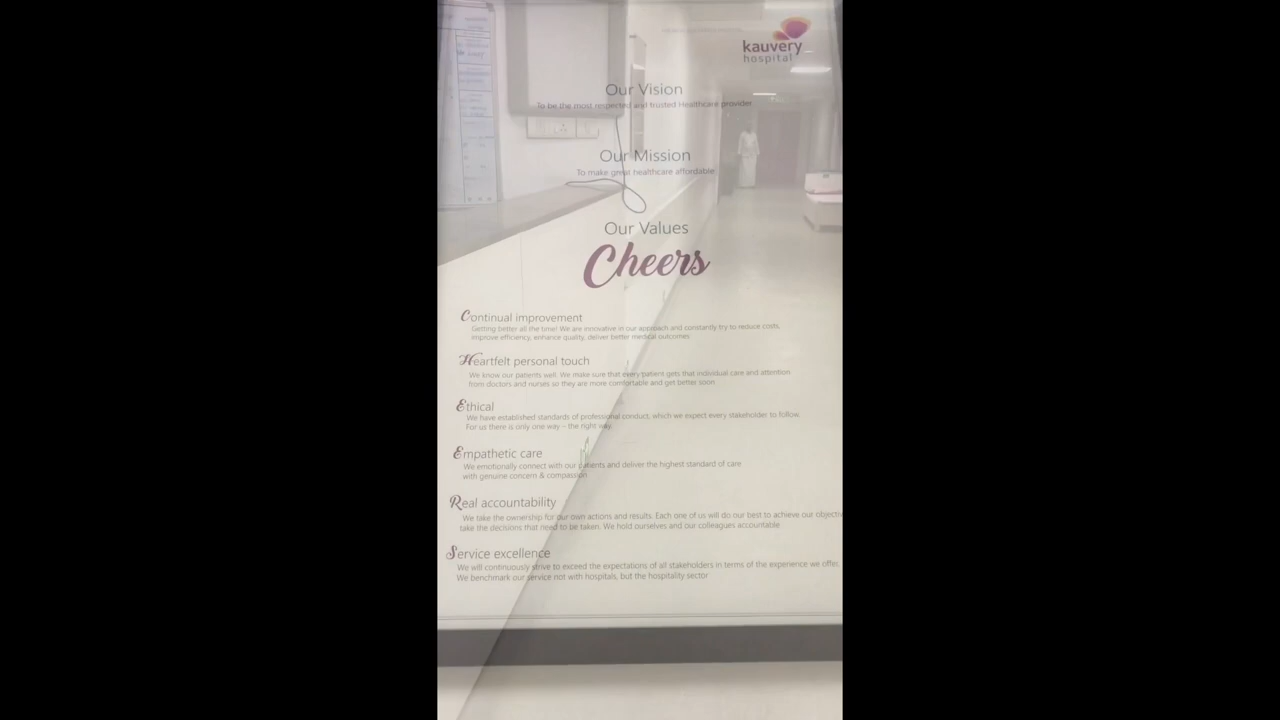 kauvery
hospital
Our Vision
To be the most respected and trusted Healthcare provider
Our Mission
To make great healthcare affordable
Our Values
Cheers
Continual improvement
Getting better all the time! We are innovative in our approach and constantly try to reduce costs,
improve efficiency, enhance quality, deliver better medical outcomes
Heartfelt personal touch
We know our patients well. We make sure that every patient gets that individual care and attention
from doctors and nurses so they are more comfortable and get better soon
Ethical
We have established standards of professional conduct, which we expect every stakeholder to follow.
For us there is only one way – the right way.
Empathetic care
We emotionally connect with our patients and deliver the highest standard of care
with genuine concern & compassion
Real accountability
We take the ownership for our own actions and results. Each one of us will do our best to achieve our
take the decisions that need to be taken. We hold ourselves and our colleagues accountable
Service excellence
We will continuously strive to exceed the expectations of all stakeholders in terms of the experience we offer.
We benchmark our service not with hospitals, but the hospitality sector